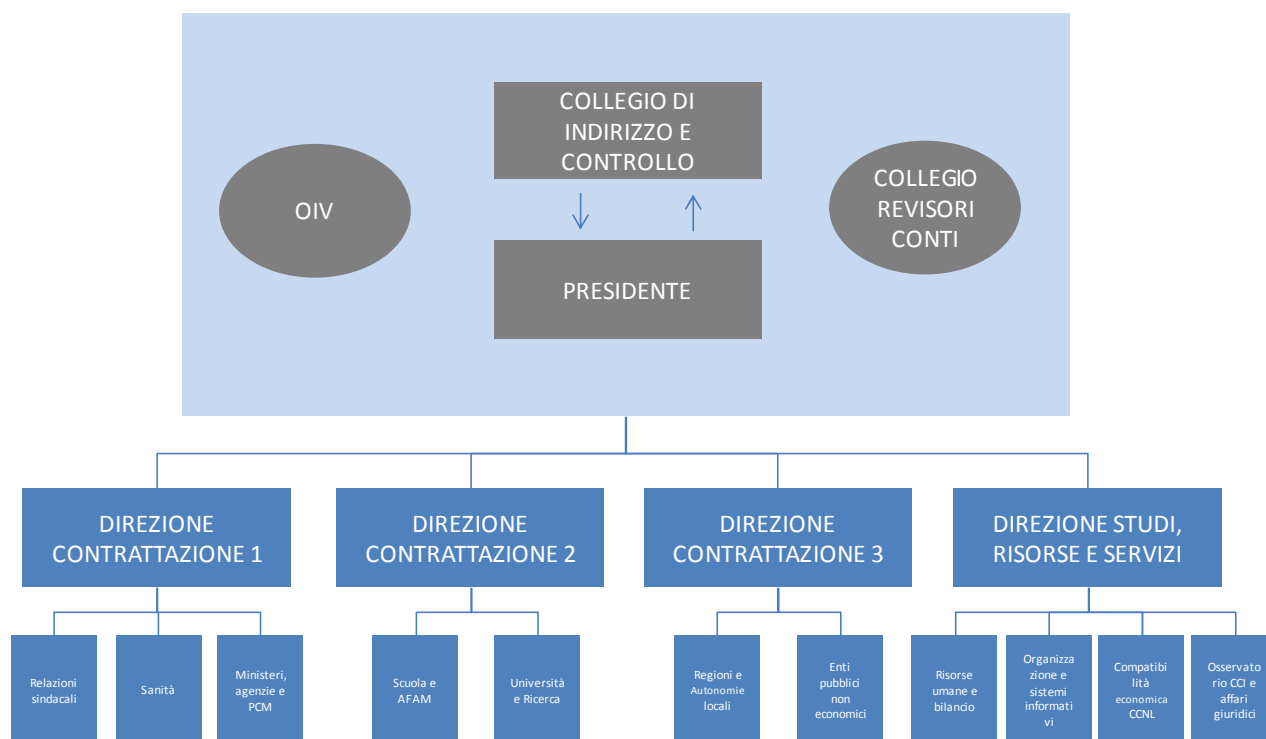 COLLEGIO DI
INDIRIZZO E
CONTROLLO
OIV
COLLEGIO
REVISORI
CONTI
PRESIDENTE
DIREZIONE
CONTRATTAZIONE 1
DIREZIONE
CONTRATTAZIONE 2
DIREZIONE
CONTRATTAZIONE 3
DIREZIONE STUDI,
RISORSE E SERVIZI
Relazioni
sindacali
Sanità
Ministeri,
agenzie e
PCM
Scuola e
AFAM
Università
e Ricerca
Regioni e
Autonomie
locali
Enti
pubblici
non
economici
Risorse
umane e
bilancio
Organizza
zione e
sistemi
informati
vi
Compatibi
lità
economica
CCNL
Osservato
rio CCI e
affari
giuridici